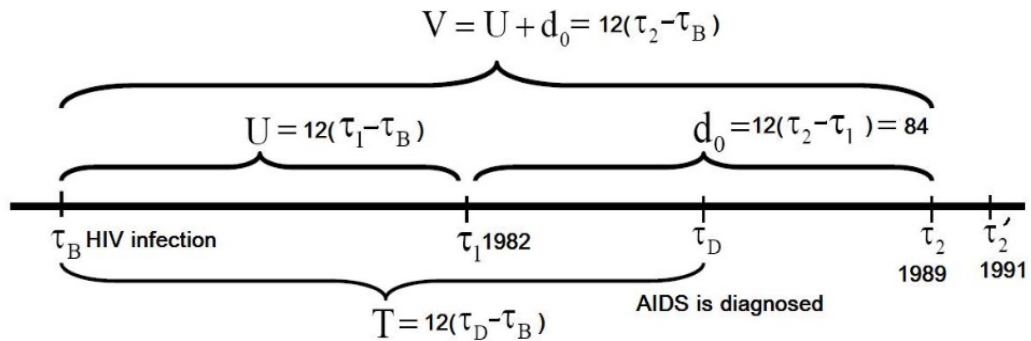 V = U + d₀ = 12(τ₂−τ_B)
U = 12(τ₁−τ_B) d₀ = 12(τ₂−τ₁) = 84
τ_B HIV infection τ₁ 1982 τ_D τ₂ τ₂′
1989 1991
AIDS is diagnosed
T = 12(τ_D−τ_B)